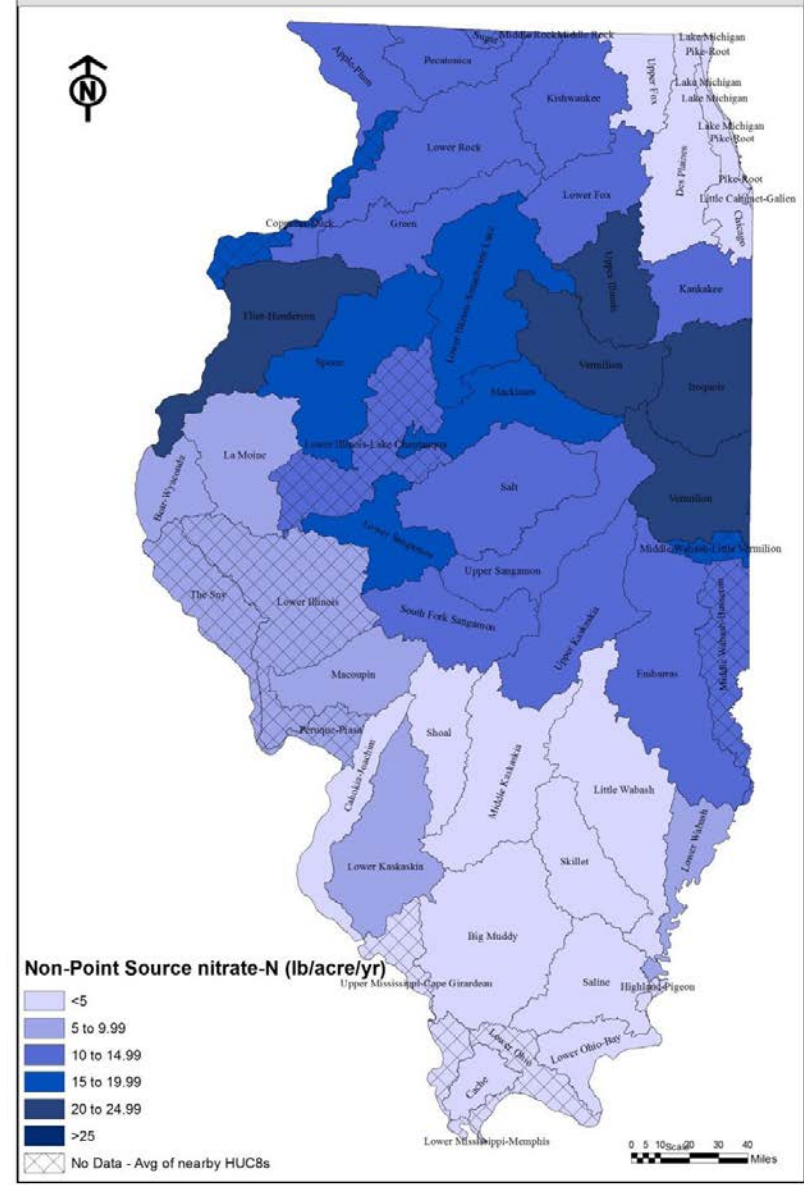 N
Lake Michigan
Middle Rock
Middle Rock
Sugar
Pike-Root
Pecatonica
Apple-Plum
Upper Fox
Lake Michigan
Kishwaukee
Lake Michigan
Lake Michigan
Pike-Root
Lower Rock
Des Plaines
Pike-Root
Lower Fox
Little Calumet-Galien
Green
Chicago
Upper Illinois
Kankakee
Flint-Henderson
Spoon
Vermilion
Iroquois
Mackinaw
Lower Illinois-Lake Chautauqua
La Moine
Bear-Wyaconda
Salt
Vermilion
Lower Sangamon
Middle Wabash-Little Vermilion
Upper Sangamon
The Sny
Lower Illinois
South Fork Sangamon
Upper Kaskaskia
Middle Wabash-Busseron
Macoupin
Embarras
Peruque-Piasa
Shoal
Cahokia-Joachim
Middle Kaskaskia
Little Wabash
Lower Wabash
Skillet
Lower Kaskaskia
Big Muddy
Non-Point Source nitrate-N (lb/acre/yr)
Upper Mississippi-Cape Girardeau
Saline
Highland-Pigeon
<5
5 to 9.99
10 to 14.99
15 to 19.99
20 to 24.99
>25
No Data - Avg of nearby HUC8s
Lower Ohio
Lower Ohio-Bay
Cache
Lower Mississippi-Memphis
0 5 10 20 30 40
Scale
Miles